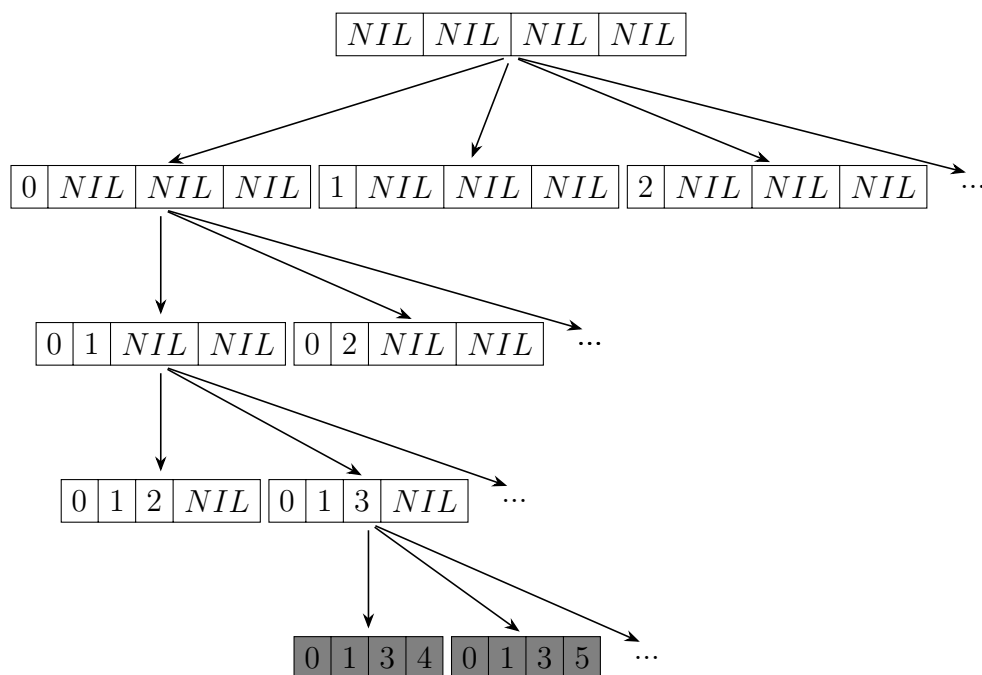 NIL NIL NIL NIL
0 NIL NIL NIL 1 NIL NIL NIL 2 NIL NIL NIL ...
0 1 NIL NIL 0 2 NIL NIL ...
0 1 2 NIL 0 1 3 NIL ...
0 1 3 4 0 1 3 5 ...